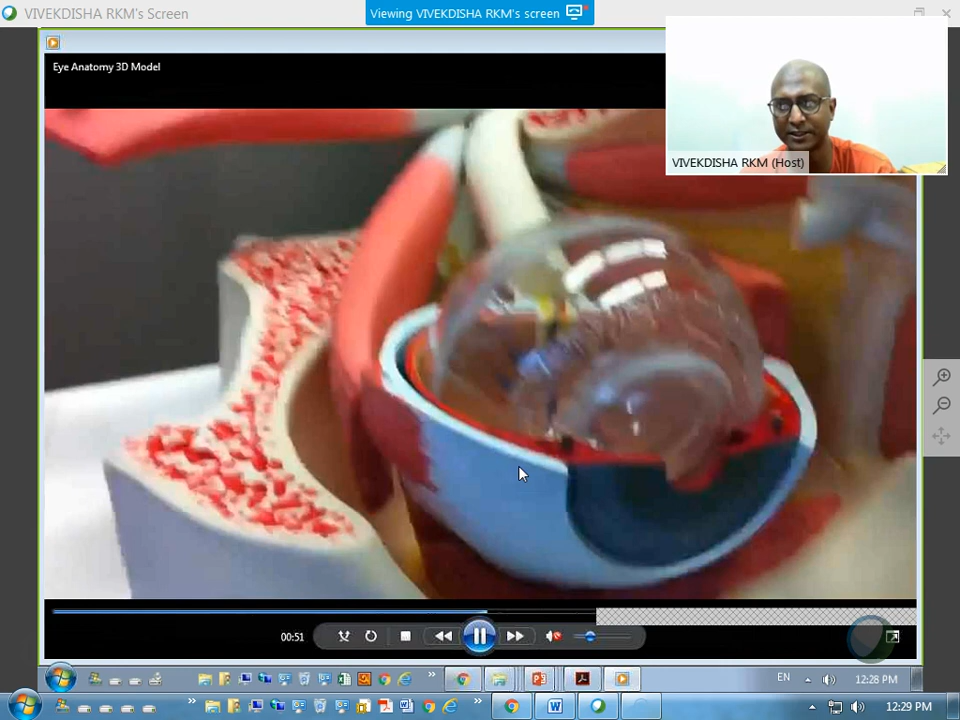 VIVEKDISHA RKM's Screen
Viewing VIVEKDISHA RKM's screen
Eye Anatomy 3D Model
VIVEKDISHA RKM (Host)
00:51
EN
12:28 PM
12:29 PM